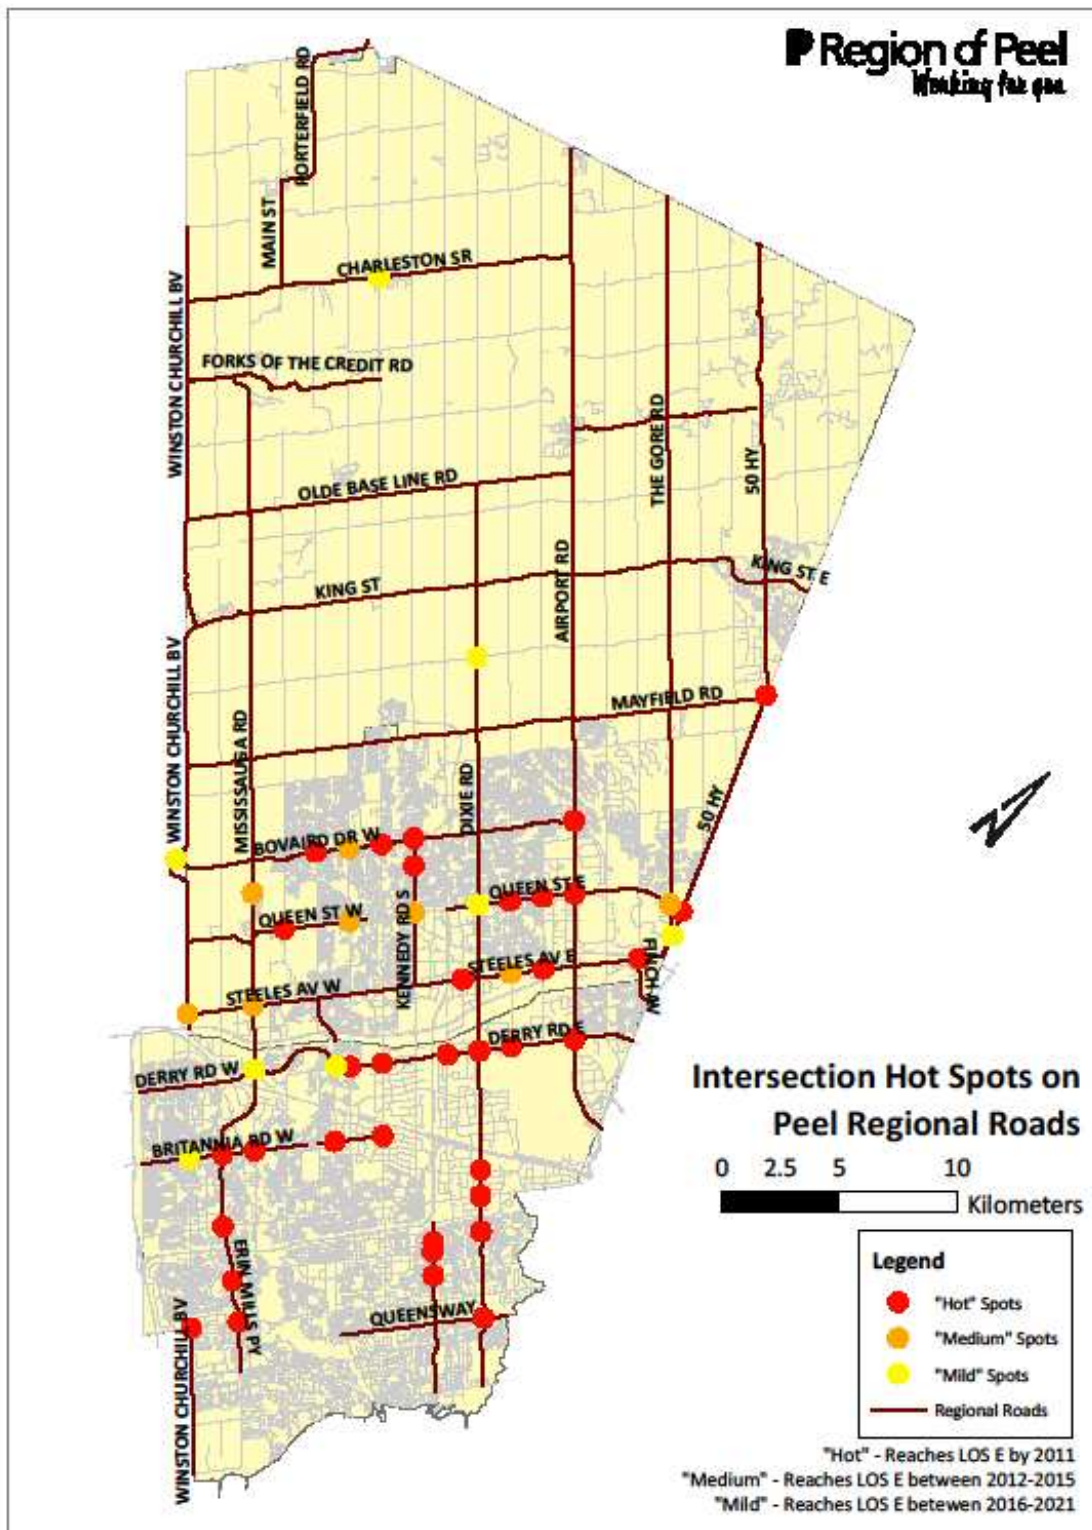 Region of Peel
Working for you
PORTERFIELD RD
MAIN ST
CHARLESTON SR
WINSTON CHURCHILL BV
FORKS OF THE CREDIT RD
THE GORE RD
50 HY
OLDE BASE LINE RD
AIRPORT RD
KING ST E
KING ST
WINSTON CHURCHILL BV
MAYFIELD RD
MISSISSAUGA RD
DIXIE RD
50 HY
BOVAIRD DR W
QUEEN ST E
QUEEN ST W
KENNEDY RD S
STEELES AV E
FINCH W
STEELES AV W
DERRY RD E
DERRY RD W
Intersection Hot Spots on
Peel Regional Roads
BRITANNIA RD W
0 2.5 5 10
Kilometers
ERIN MILLS PY
QUEENSWAY
WINSTON CHURCHILL BV
Legend
"Hot" Spots
"Medium" Spots
"Mild" Spots
Regional Roads
"Hot" - Reaches LOS E by 2011
"Medium" - Reaches LOS E between 2012-2015
"Mild" - Reaches LOS E betewen 2016-2021